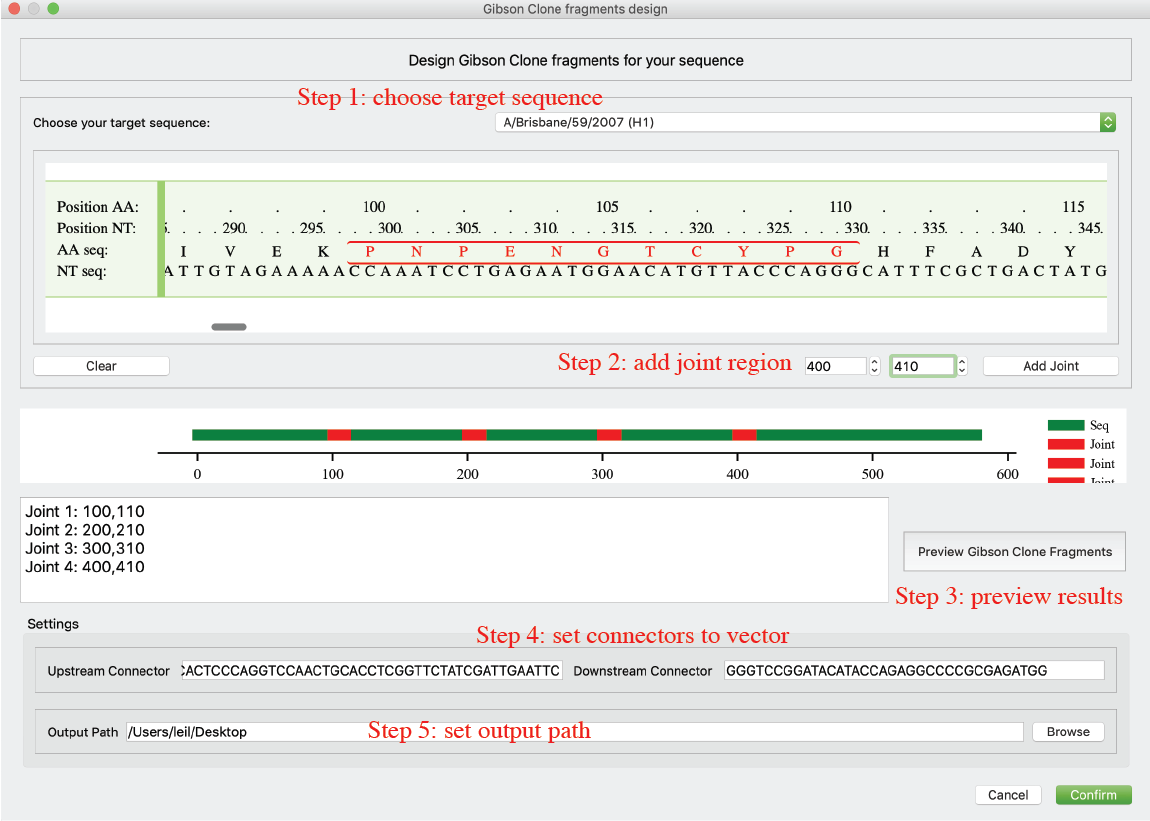 Gibson Clone fragments design
Design Gibson Clone fragments for your sequence
Step 1: choose target sequence
Choose your target sequence:
A/Brisbane/59/2007 (H1)
Position AA: . . . . 100 . . . . 105 . . . . 110 . . . . 115
Position NT: . . . . 290. . . . 295. . . . 300. . . . 305. . . . 310. . . . 315. . . . 320. . . . 325. . . . 330. . . . 335. . . . 340. . . . 345.
AA seq: I V E K P N P E N G T C Y P G H F A D Y
NT seq: A T T G T A G A A A A A C C A A A T C C T G A G A A T G G A A C A T G T T A C C C A G G G C A T T T C G C T G A C T A T G
Clear
Step 2: add joint region
400
410
Add Joint
Seq
Joint
Joint
Joint
0 100 200 300 400 500 600
Joint 1: 100,110
Joint 2: 200,210
Joint 3: 300,310
Joint 4: 400,410
Preview Gibson Clone Fragments
Step 3: preview results
Settings
Step 4: set connectors to vector
Upstream Connector CACTCCCAGGTCCAACTGCACCTCGGTTCTATCGATTGAATTC Downstream Connector GGGTCCGGATACATACCAGAGGCCCCGCGAGATGG
Output Path /Users/leil/Desktop
Step 5: set output path
Browse
Cancel
Confirm